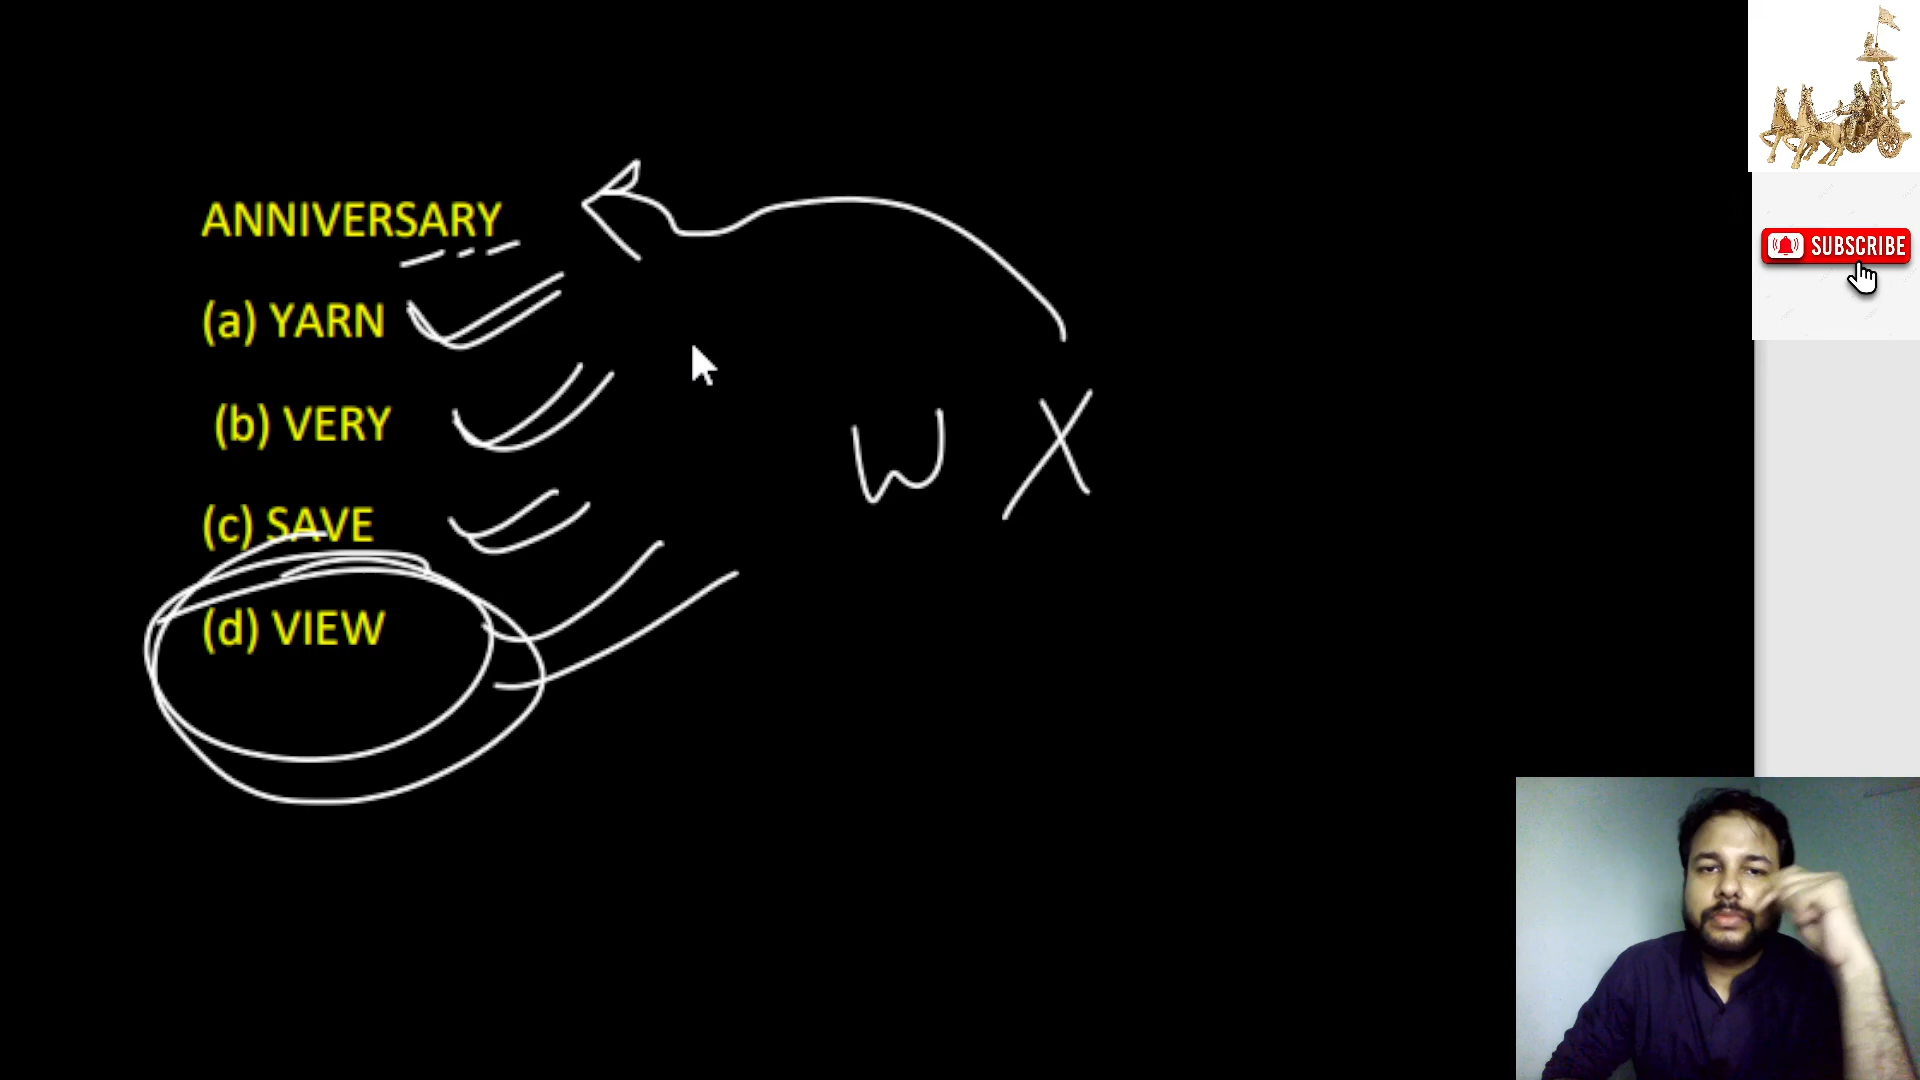 ANNIVERSARY
(a) YARN
(b) VERY
(c) SAVE
(d) VIEW
W X
SUBSCRIBE